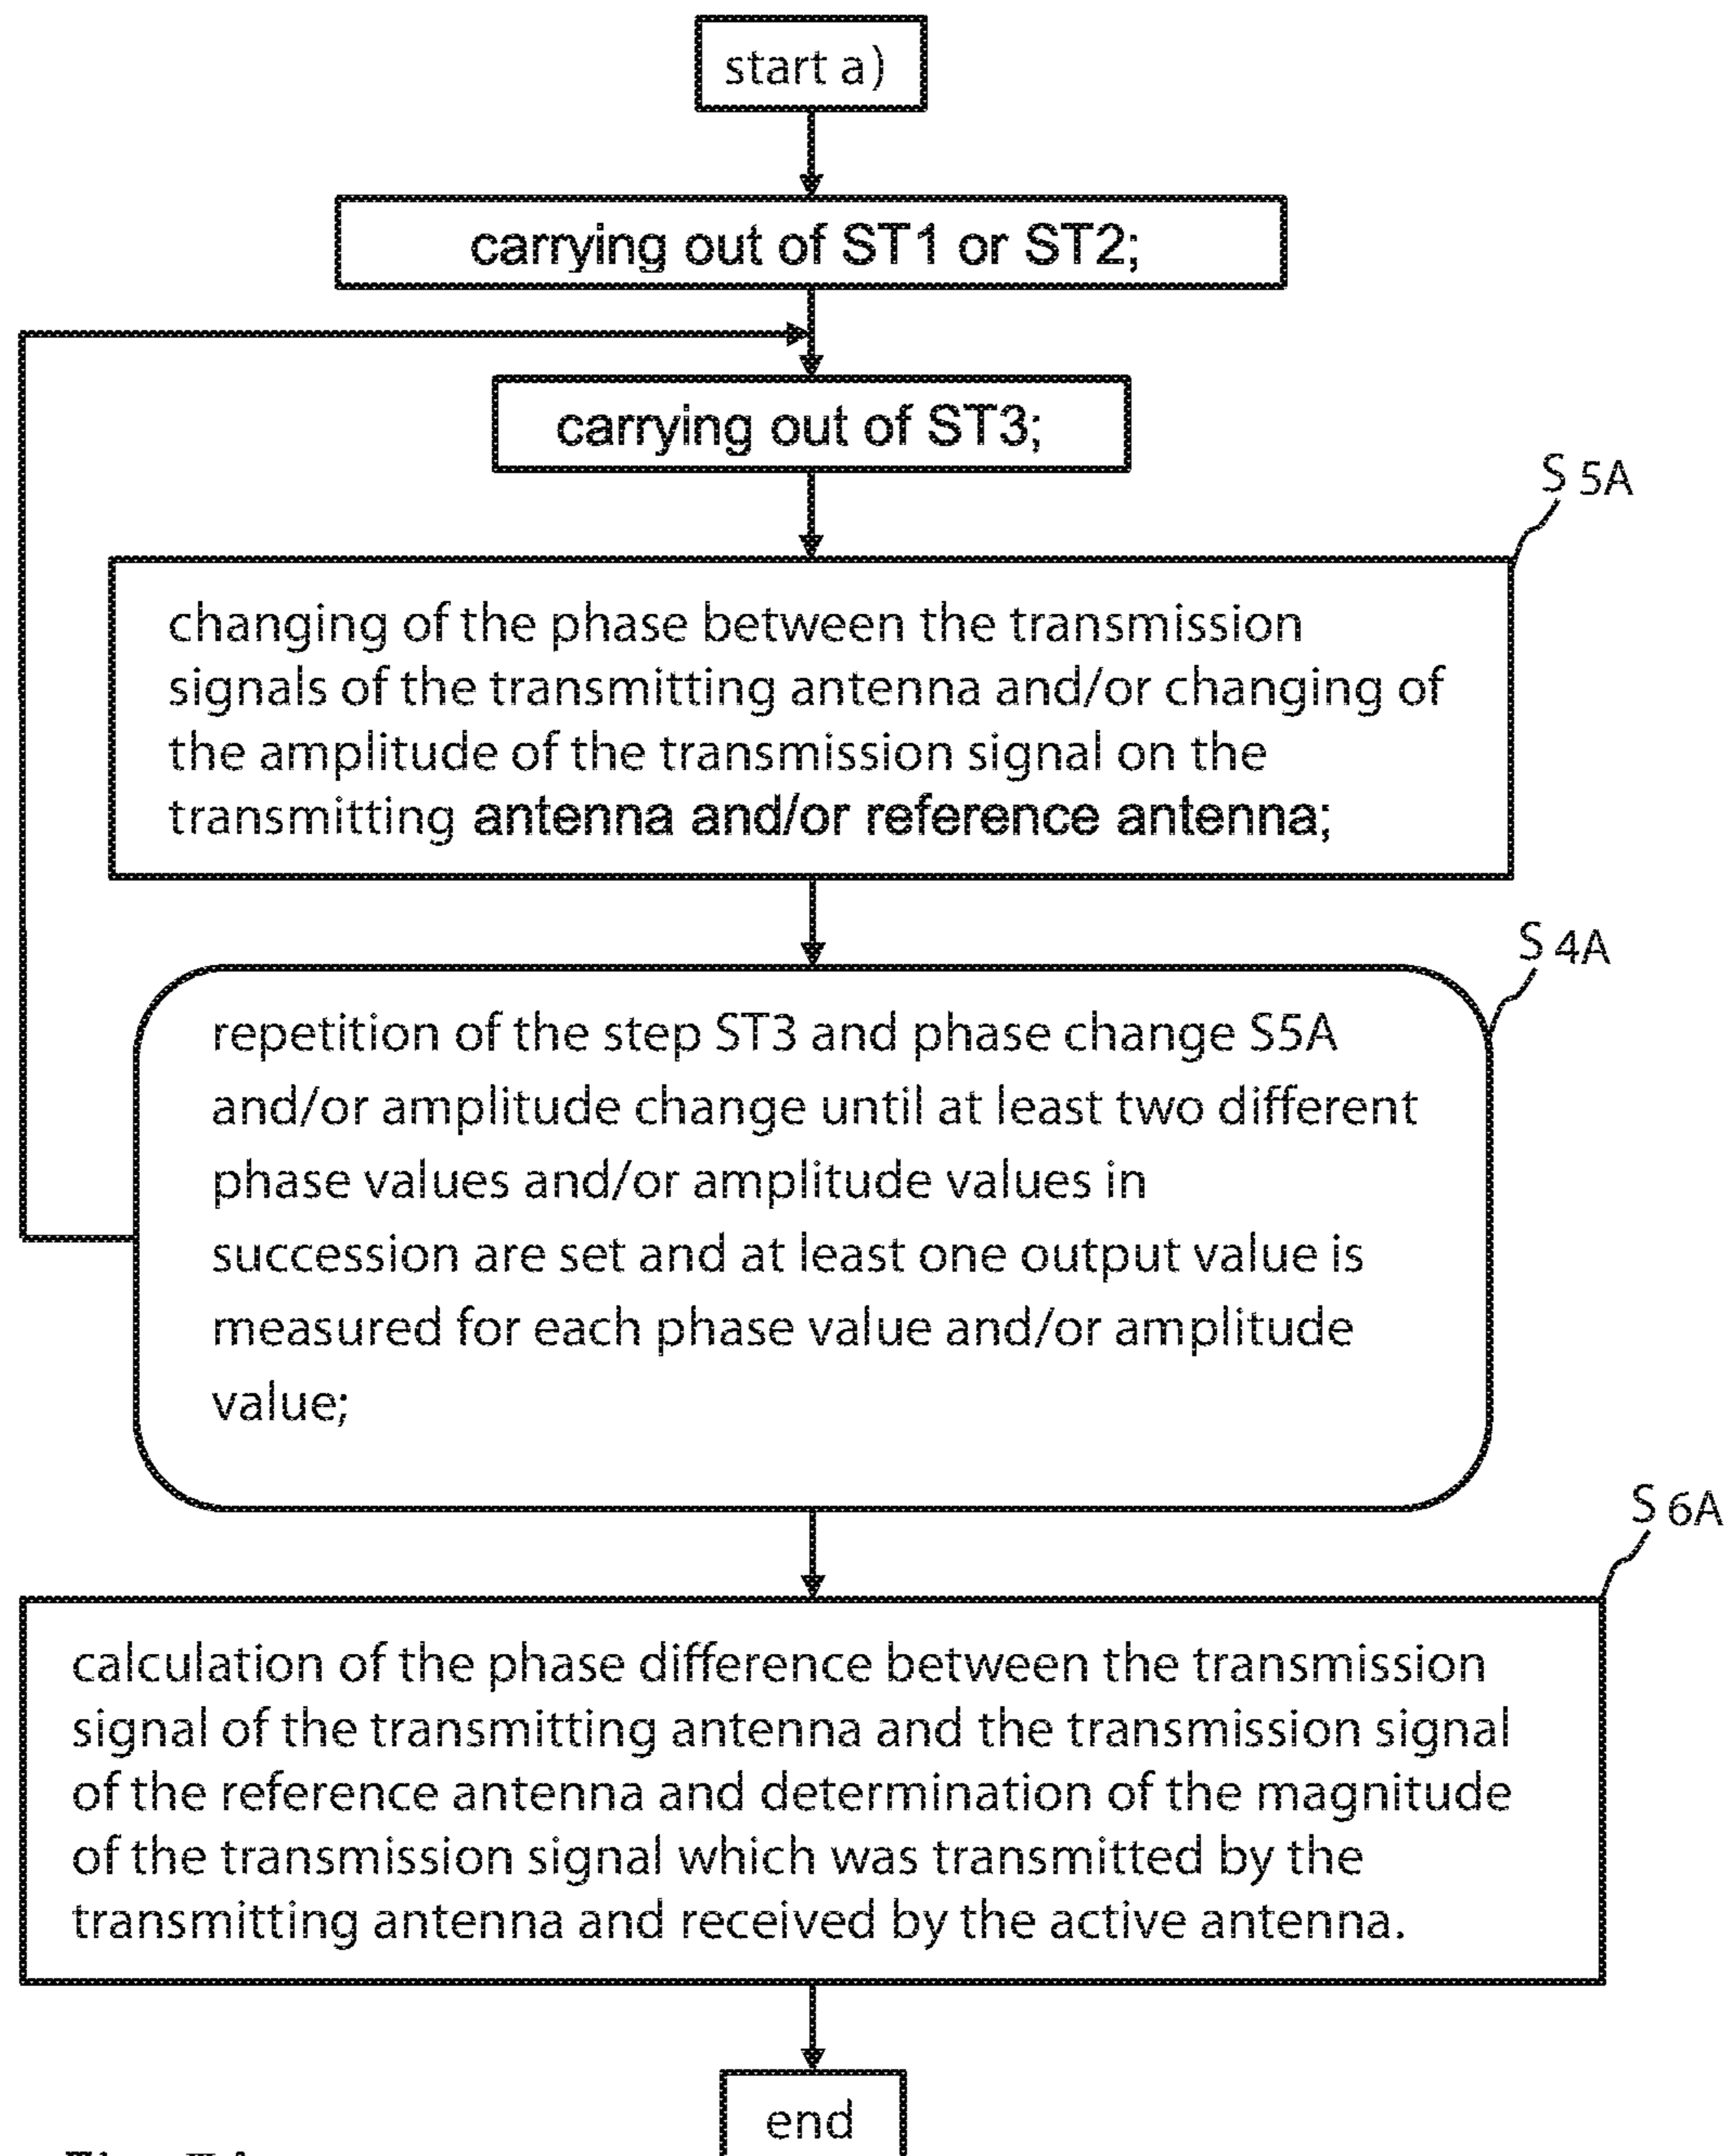 start a)
carrying out of ST1 or ST2;
carrying out of ST3;
S 5A
changing of the phase between the transmission
signals of the transmitting antenna and/or changing of
the amplitude of the transmission signal on the
transmitting antenna and/or reference antenna;
S 4A
repetition of the step ST3 and phase change S5A
and/or amplitude change until at least two different
phase values and/or amplitude values in
succession are set and at least one output value is
measured for each phase value and/or amplitude
value;
S 6A
calculation of the phase difference between the transmission
signal of the transmitting antenna and the transmission signal
of the reference antenna and determination of the magnitude
of the transmission signal which was transmitted by the
transmitting antenna and received by the active antenna.
end